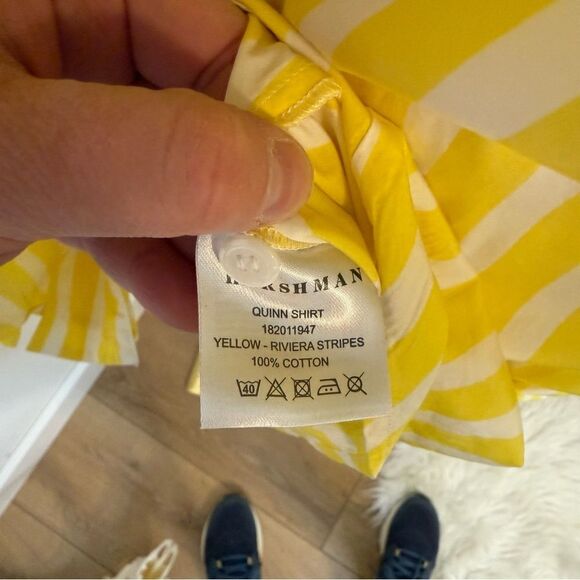 QUINN SHIRT
182011947
YELLOW - RIVIERA STRIPES
100% COTTON
40